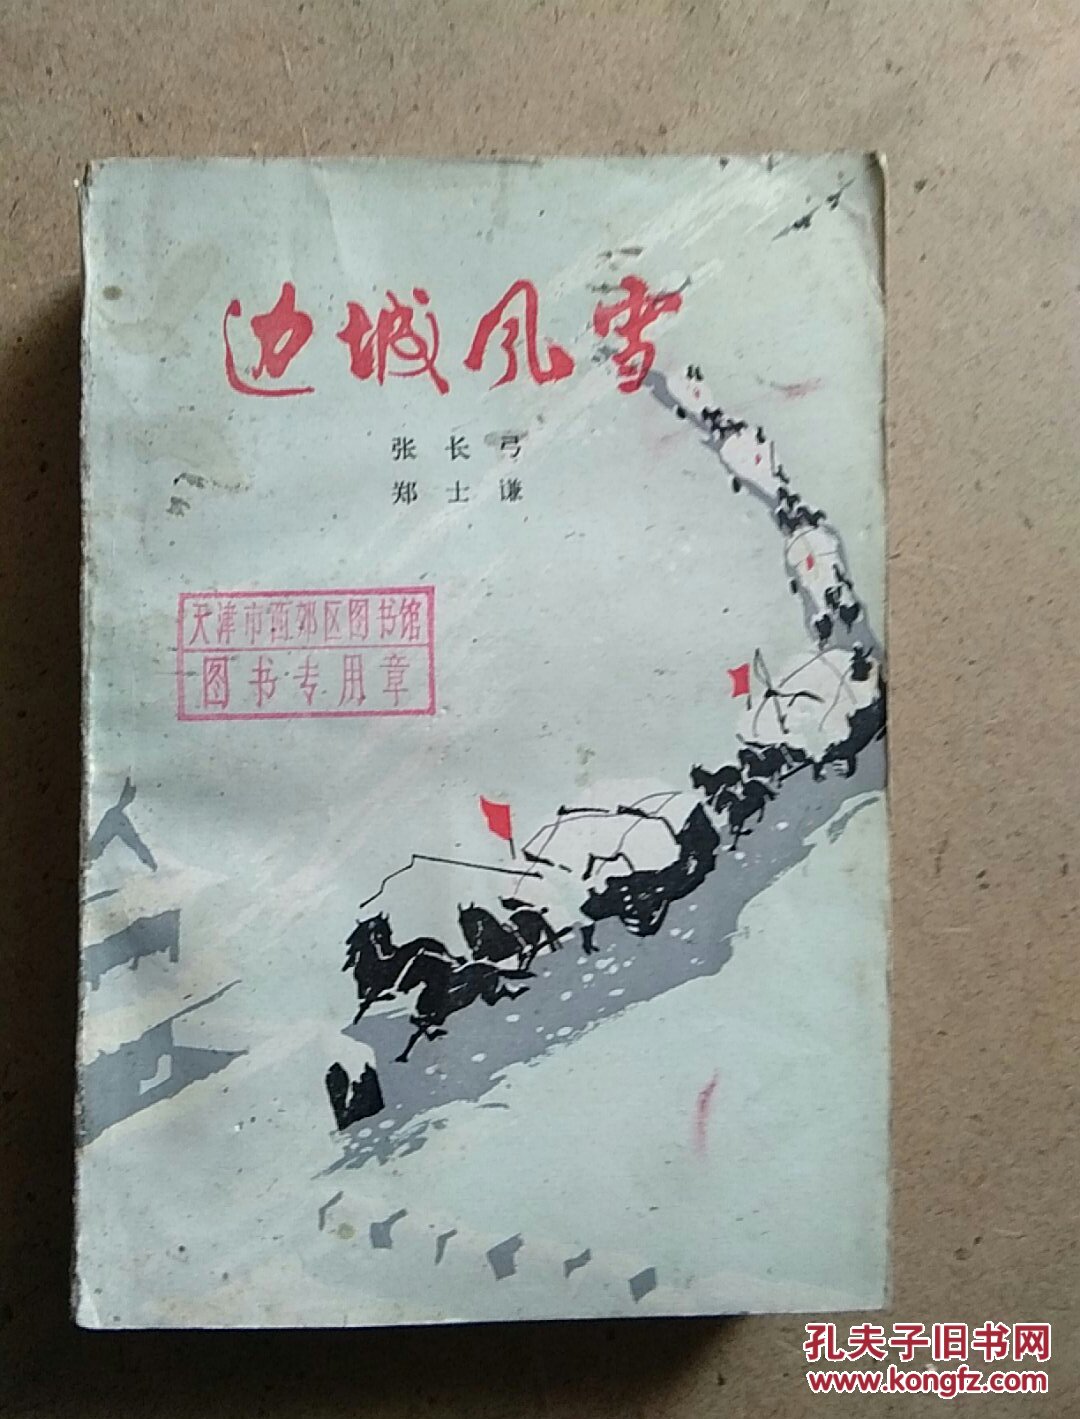 边城风雪
张长弓
郑士谦
天津市西郊区图书馆
图书专用章
孔夫子旧书网
www.kongfz.com